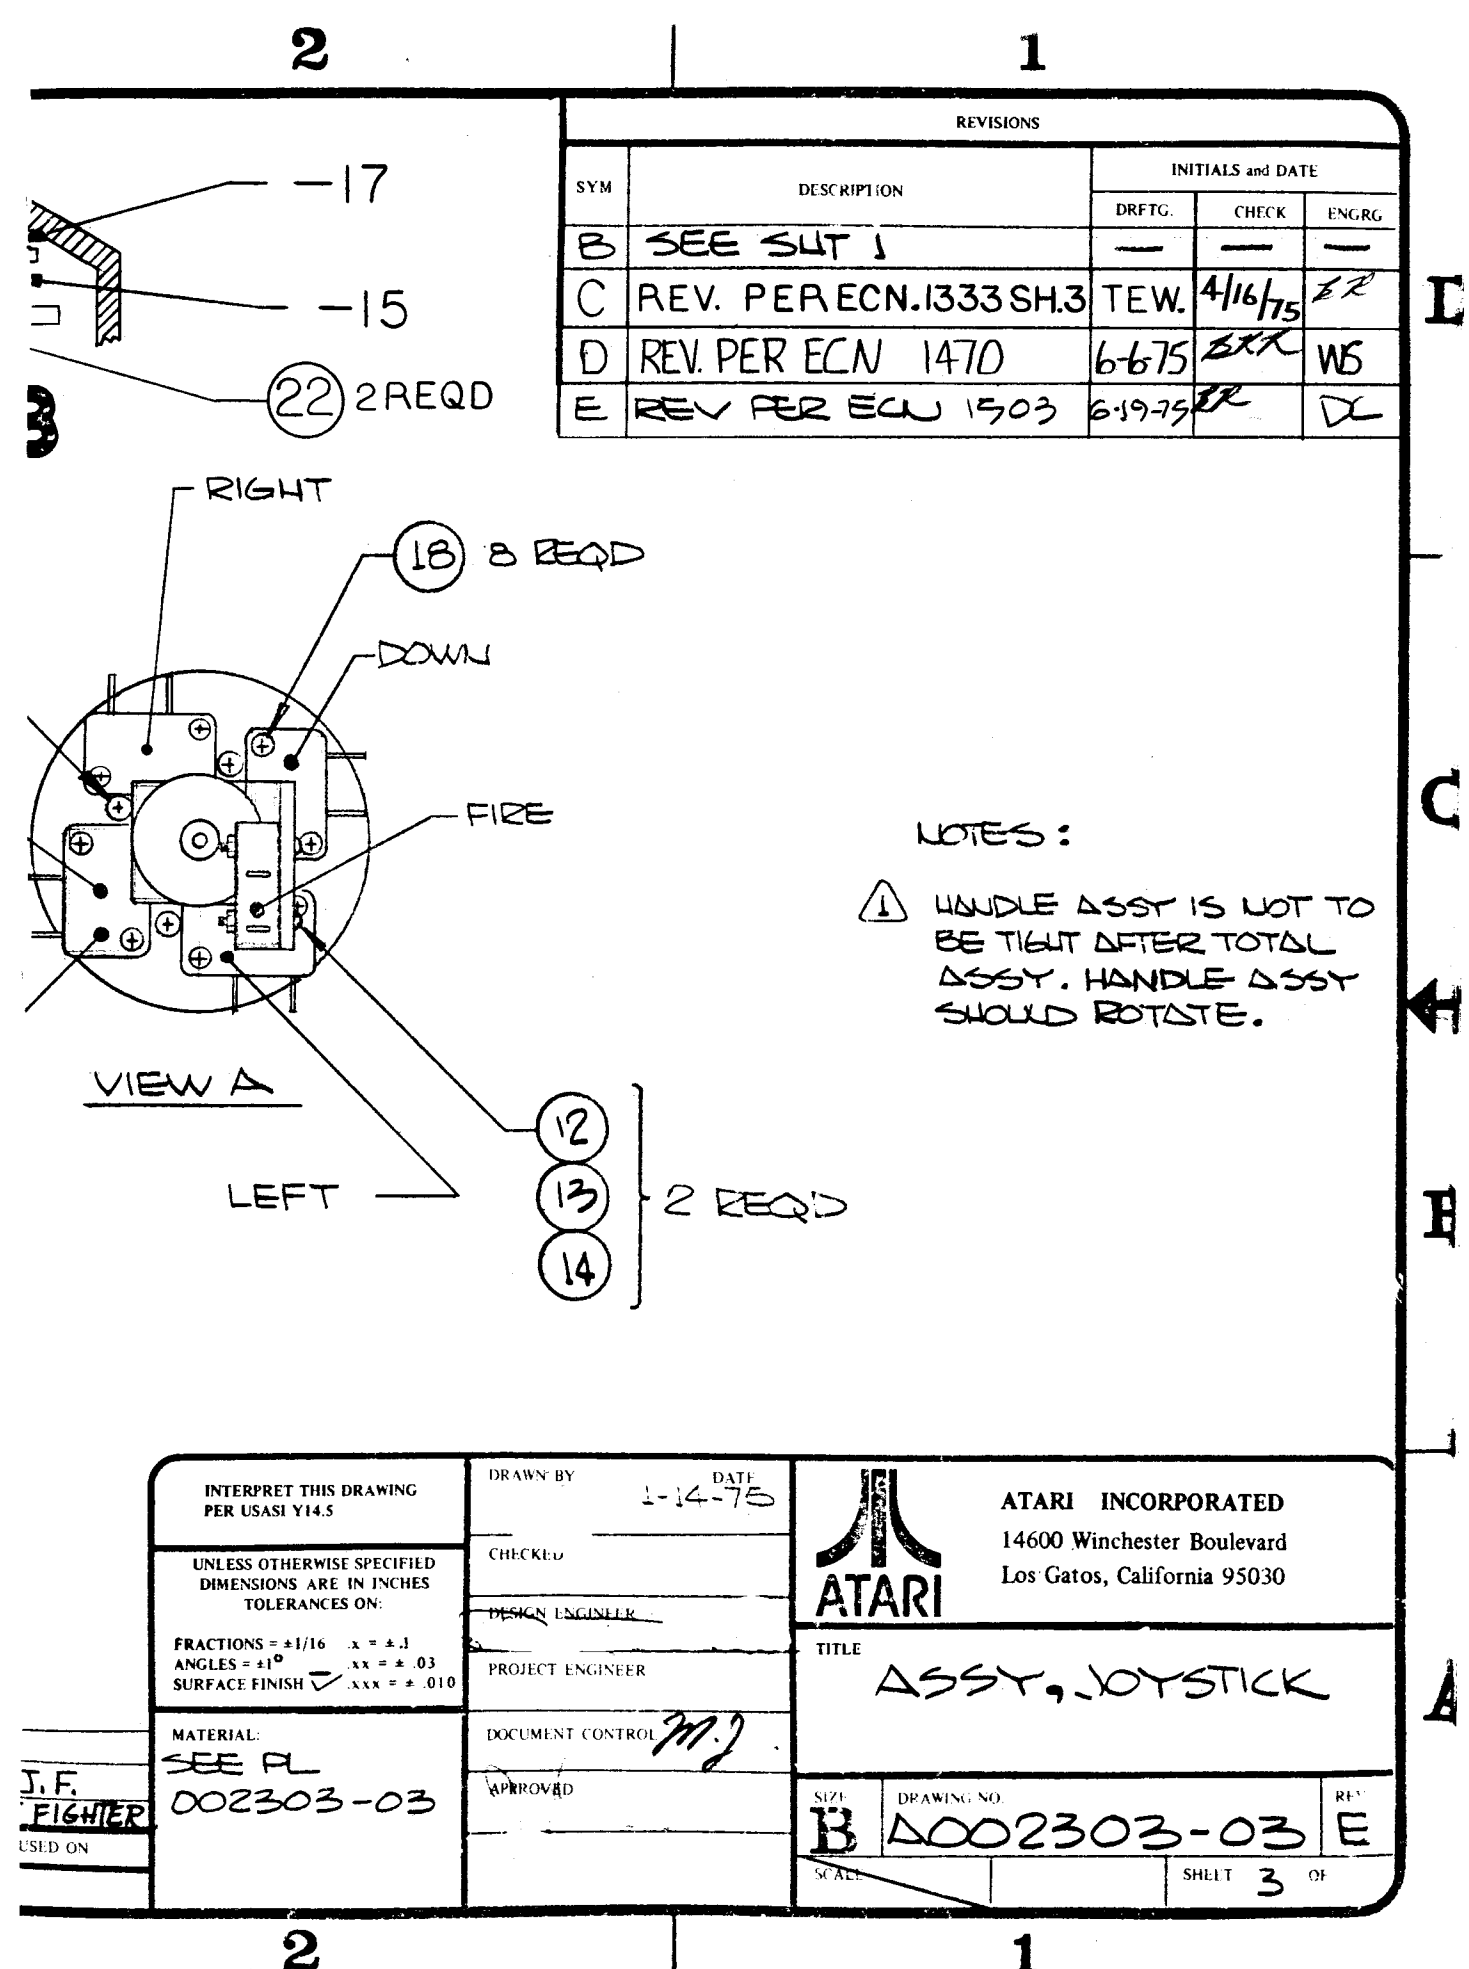 2
1
REVISIONS
SYM
DESCRIPTION
INITIALS and DATE
DRFTG.
CHECK
ENGRG
B SEE SHT 1 — — —
C REV. PER ECN. 1333 SH.3 TEW. 4/16/75
D REV. PER ECN 1470 6-6-75 WS
E REV PER ECN 1503 6-19-75 DC
-17
-15
22 2 REQD
B
RIGHT
18 8 REQD
DOWN
FIRE
C
NOTES:
1 HANDLE ASSY IS NOT TO
BE TIGHT AFTER TOTAL
ASSY. HANDLE ASSY
SHOULD ROTATE.
VIEW A
12
13
14
2 REQD
LEFT
A
INTERPRET THIS DRAWING
PER USASI Y14.5
UNLESS OTHERWISE SPECIFIED
DIMENSIONS ARE IN INCHES
TOLERANCES ON:
FRACTIONS = ±1/16 .x = ± .1
ANGLES = ±1° .xx = ± .03
SURFACE FINISH .xxx = ± .010
MATERIAL:
SEE PL
002303-03
J.F.
FIGHTER
USED ON
DRAWN BY
DATE
1-14-75
CHECKED
DESIGN ENGINEER
PROJECT ENGINEER
DOCUMENT CONTROL M.J
APPROVED
ATARI
ATARI INCORPORATED
14600 Winchester Boulevard
Los Gatos, California 95030
TITLE
ASSY, JOYSTICK
SIZE
B
DRAWING NO.
A002303-03
REV
E
SCALE
SHEET 3 OF
2
1